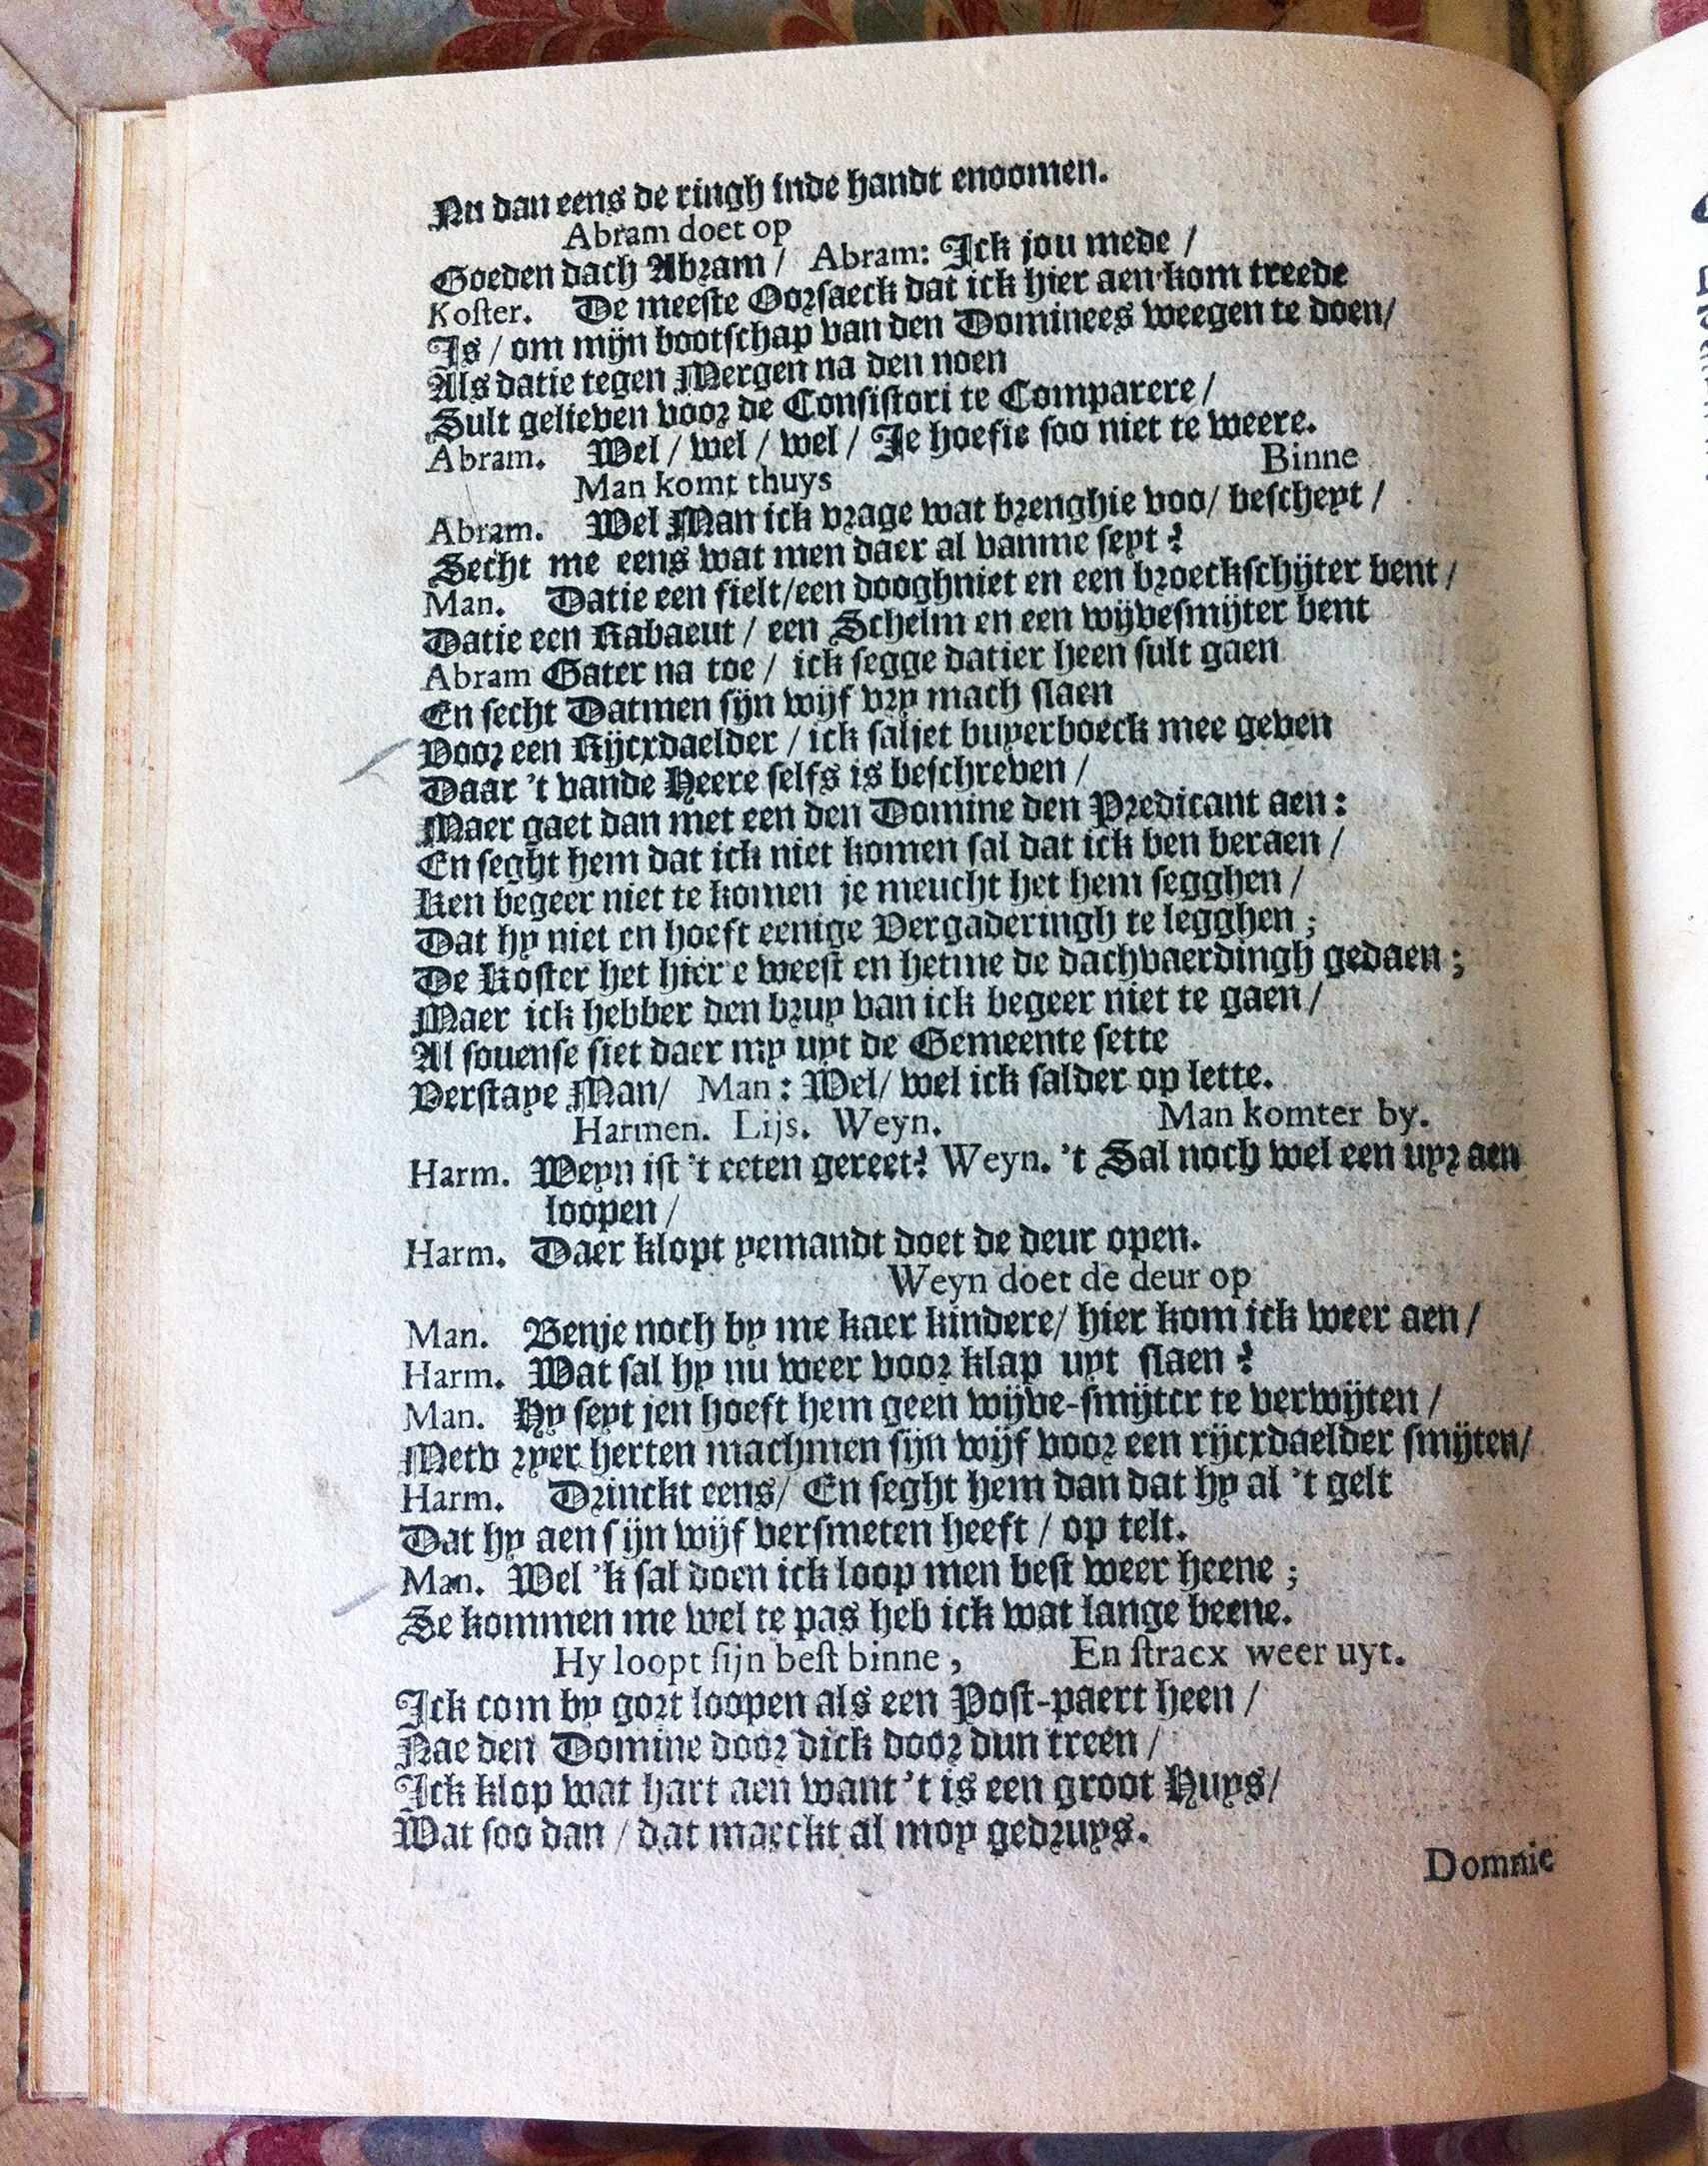 Nu dan eens de ringh inde handt enoomen.
Abram doet op
Goeden dach Abram / Abram: Ick jou mede /
Koster. De meeste Oorsaeck dat ick hier aen kom treede
Is / om mijn bootschap van den Dominees weegen te doen/
Als datie tegen Mergen na den noen
Sult gelieven voor de Consistori te Comparere /
Abram. Wel / wel / wel / Je hoefie soo niet te weere.
Binne
Man komt thuys
Abram. Wel Man ick vrage wat brenghie voo/ bescheyt /
Secht me eens wat men daer al vanme seyt?
Man. Datie een fielt/een dooghniet en een broeckschijter bent /
Datie een Rabaeut / een Schelm en een wijvesmijter bent
Abram Gater na toe / ick segge datier heen sult gaen
En secht Datmen sijn wijf vry mach slaen
Voor een Rijcxdaelder / ick saljet buyerboeck mee geven
Daar 't vande Heere selfs is beschreven /
Maer gaet dan met een den Domine den Predicant aen:
En seght hem dat ick niet komen sal dat ick ben beraen /
Ken begeer niet te komen je meucht het hem segghen /
Dat hy niet en hoeft eenige Vergaderingh te legghen ;
De Koster het hier e weest en hetme de dachvaerdingh gedaen ;
Maer ick hebber den bruy van ick begeer niet te gaen /
Al souense siet daer my uyt de Gemeente sette
Verstaye Man/ Man: Wel/ wel ick salder op lette.
Harmen. Lijs. Weyn. Man komter by.
Harm. Weyn ist 't eeten gereet? Weyn. 't Sal noch wel een uyr aen
loopen /
Harm. Daer klopt yemandt doet de deur open.
Weyn doet de deur op
Man. Benje noch by me kaer kindere/ hier kom ick weer aen /
Harm. Wat sal hy nu weer voor klap uyt slaen?
Man. Hy seyt jen hoeft hem geen wijve-smijter te verwijten /
Metv ryer herten machmen sijn wijf voor een rijcxdaelder smijten/
Harm. Drinckt eens/ En seght hem dan dat hy al 't gelt
Dat hy aen sijn wijf versmeten heeft / op telt.
Man. Wel 'k sal doen ick loop men best weer heene ;
Se kommen me wel te pas heb ick wat lange beene.
Hy loopt sijn best binne, En stracx weer uyt.
Ick com by gort loopen als een Post-paert heen /
Nae den Domine door dick door dun treen /
Ick klop wat hart aen want 't is een groot Huys/
Wat soo dan / dat maeckt al moy gedruys.
Domnie